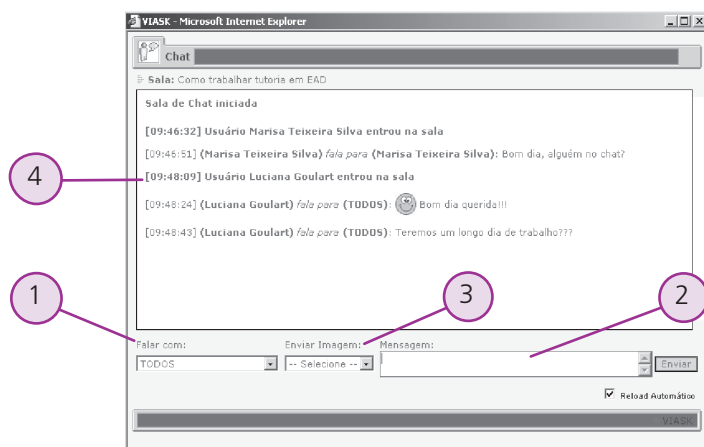 VIASK - Microsoft Internet Explorer
Chat
Sala: Como trabalhar tutoria em EAD
Sala de Chat iniciada
[09:46:32] Usuário Marisa Teixeira Silva entrou na sala
[09:46:51] (Marisa Teixeira Silva) fala para (Marisa Teixeira Silva): Bom dia, alguém no chat?
4
[09:48:09] Usuário Luciana Goulart entrou na sala
[09:48:24] (Luciana Goulart) fala para (TODOS): Bom dia querida!!!
[09:48:43] (Luciana Goulart) fala para (TODOS): Teremos um longo dia de trabalho???
1
3
2
Falar com: Enviar Imagem: Mensagem:
TODOS -- Selecione -- Enviar
Reload Automático
VIASK